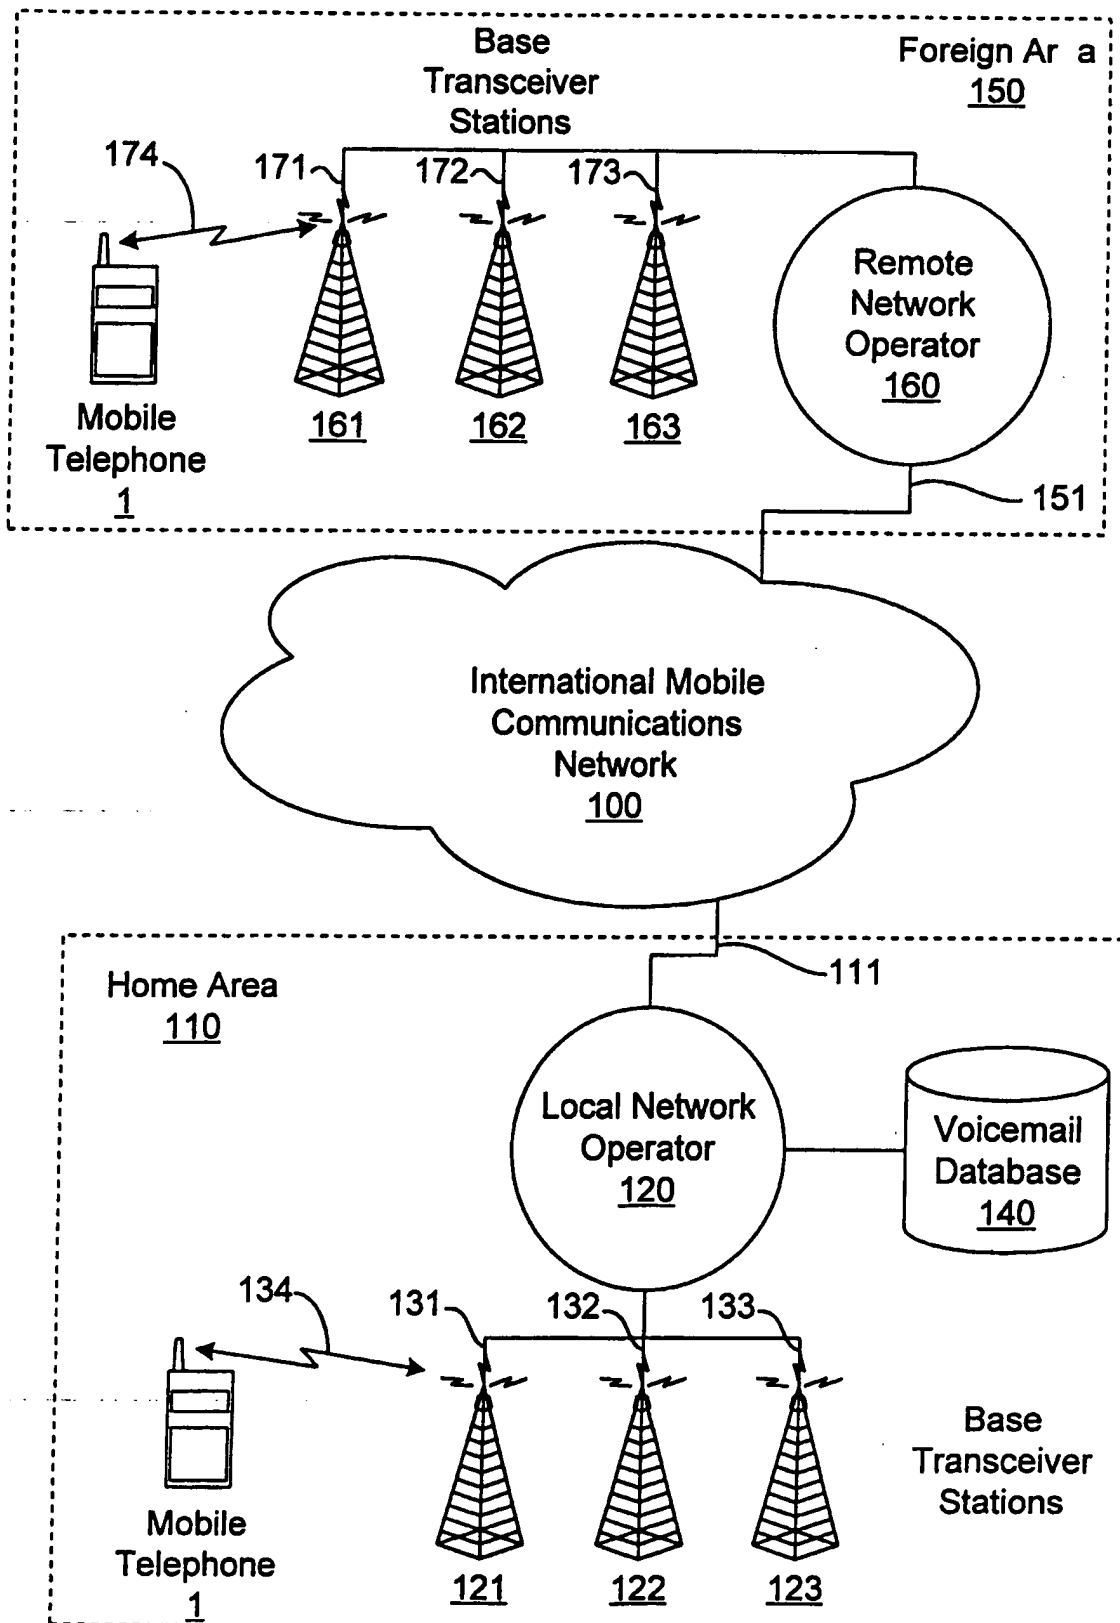 Base
Transceiver
Stations
Foreign Ar a
150
174
171
172
173
Remote
Network
Operator
160
Mobile
Telephone
1
161
162
163
151
International Mobile
Communications
Network
100
111
Home Area
110
Local Network
Operator
120
Voicemail
Database
140
134
131
132
133
Mobile
Telephone
1
121
122
123
Base
Transceiver
Stations